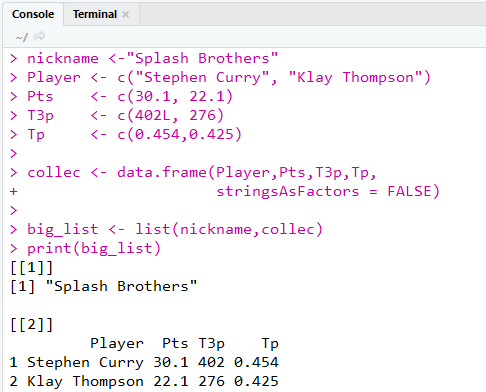 Console Terminal ×
~/
> nickname <-"Splash Brothers"
> Player <- c("Stephen Curry", "Klay Thompson")
> Pts    <- c(30.1, 22.1)
> T3p    <- c(402L, 276)
> Tp     <- c(0.454,0.425)
>
> collec <- data.frame(Player,Pts,T3p,Tp,
+                      stringsAsFactors = FALSE)
>
> big_list <- list(nickname,collec)
> print(big_list)
[[1]]
[1] "Splash Brothers"

[[2]]
         Player  Pts T3p    Tp
1 Stephen Curry 30.1 402 0.454
2 Klay Thompson 22.1 276 0.425